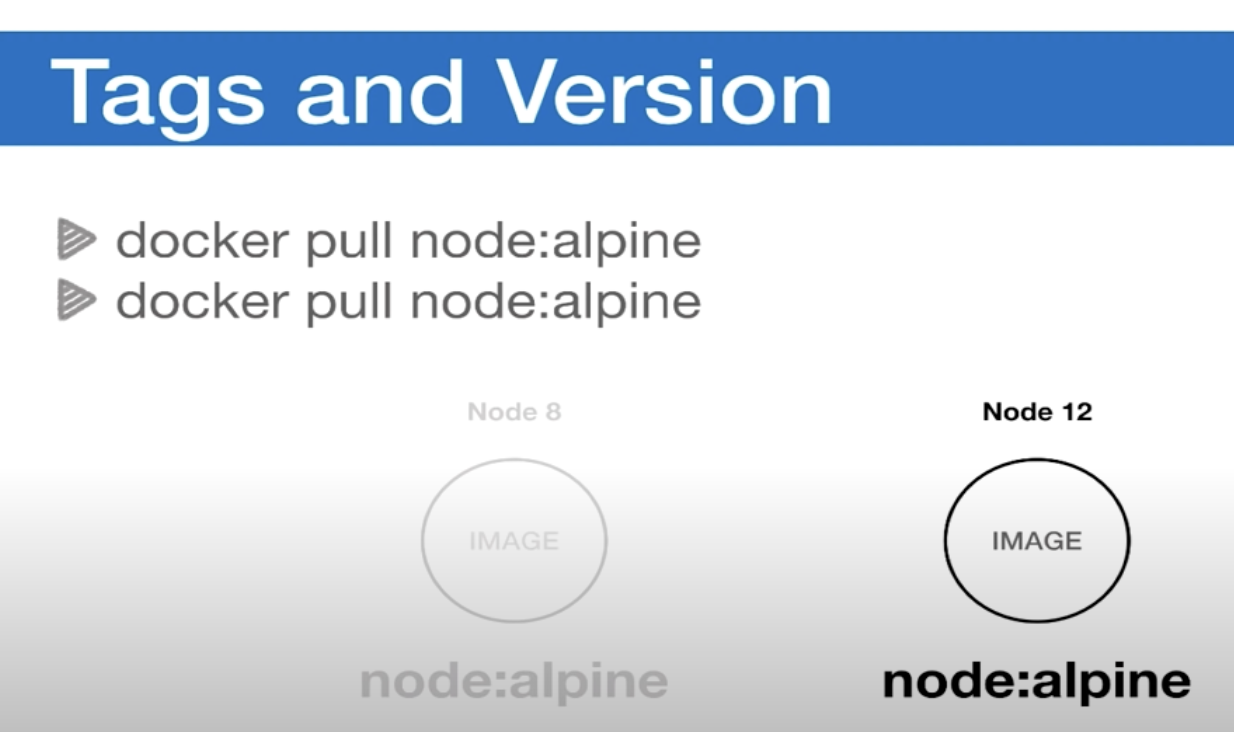 Tags and Version
docker pull node:alpine
docker pull node:alpine
Node 8
Node 12
IMAGE
IMAGE
node:alpine
node:alpine